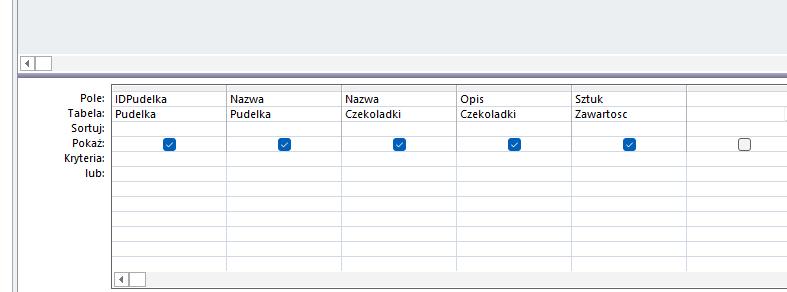 Pole: IDPudelka Nazwa Nazwa Opis Sztuk
Tabela: Pudelka Pudelka Czekoladki Czekoladki Zawartosc
Sortuj:
Pokaż:
Kryteria:
lub: